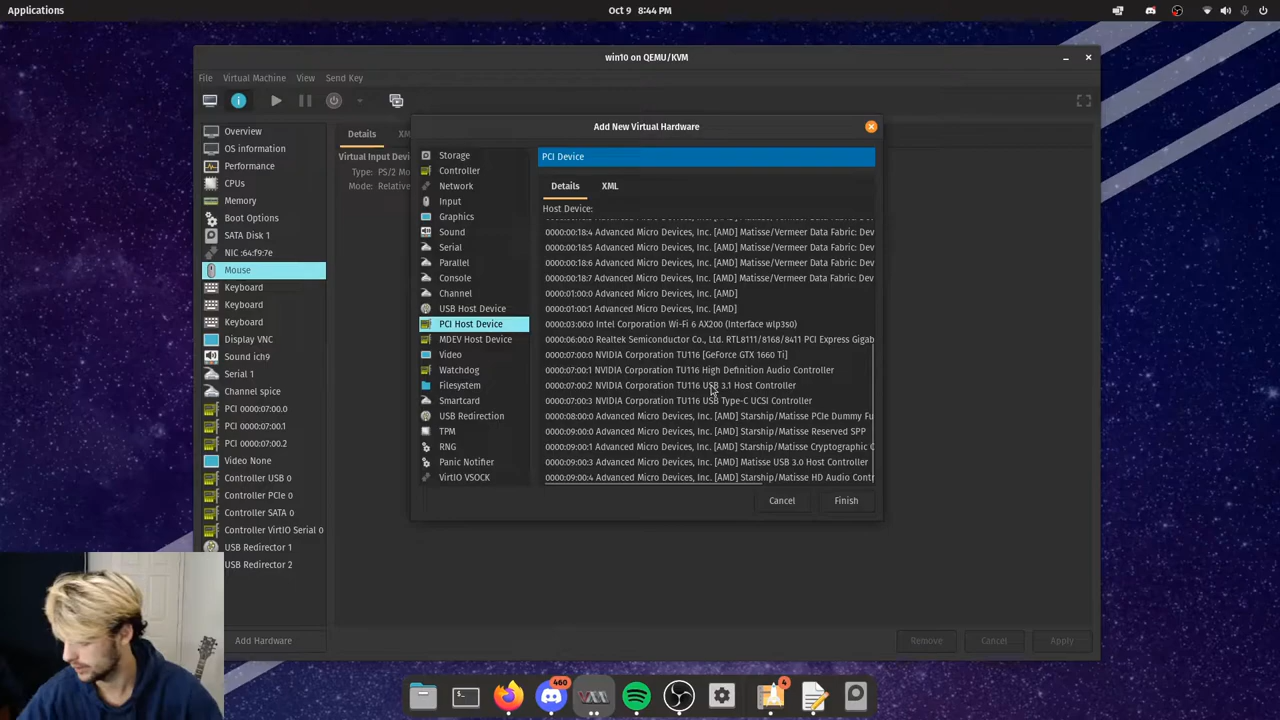 Applications
Oct 9 8:44 PM
win10 on QEMU/KVM
File Virtual Machine View Send Key
Add New Virtual Hardware
Overview
OS information
Performance
CPUs
Memory
Boot Options
SATA Disk 1
NIC :64:f9:7e
Mouse
Keyboard
Keyboard
Keyboard
Display VNC
Sound ich9
Serial 1
Channel spice
PCI 0000:07:00.0
PCI 0000:07:00.1
PCI 0000:07:00.2
Video None
Controller USB 0
Controller PCIe 0
Controller SATA 0
Controller VirtIO Serial 0
USB Redirector 1
USB Redirector 2
Add Hardware
Details XM
Virtual Input Devi
Type: PS/2 Mo
Mode: Relative
Storage
Controller
Network
Input
Graphics
Sound
Serial
Parallel
Console
Channel
USB Host Device
PCI Host Device
MDEV Host Device
Video
Watchdog
Filesystem
Smartcard
USB Redirection
TPM
RNG
Panic Notifier
VirtIO VSOCK
PCI Device
Details XML
Host Device:
0000:00:18:4 Advanced Micro Devices, Inc. [AMD] Matisse/Vermeer Data Fabric: Dev
0000:00:18:5 Advanced Micro Devices, Inc. [AMD] Matisse/Vermeer Data Fabric: Dev
0000:00:18:6 Advanced Micro Devices, Inc. [AMD] Matisse/Vermeer Data Fabric: Dev
0000:00:18:7 Advanced Micro Devices, Inc. [AMD] Matisse/Vermeer Data Fabric: Dev
0000:01:00:0 Advanced Micro Devices, Inc. [AMD]
0000:01:00:1 Advanced Micro Devices, Inc. [AMD]
0000:03:00:0 Intel Corporation Wi-Fi 6 AX200 (Interface wlp3s0)
0000:06:00:0 Realtek Semiconductor Co., Ltd. RTL8111/8168/8411 PCI Express Gigab
0000:07:00:0 NVIDIA Corporation TU116 [GeForce GTX 1660 Ti]
0000:07:00:1 NVIDIA Corporation TU116 High Definition Audio Controller
0000:07:00:2 NVIDIA Corporation TU116 USB 3.1 Host Controller
0000:07:00:3 NVIDIA Corporation TU116 USB Type-C UCSI Controller
0000:08:00:0 Advanced Micro Devices, Inc. [AMD] Starship/Matisse PCIe Dummy Fu
0000:09:00:0 Advanced Micro Devices, Inc. [AMD] Starship/Matisse Reserved SPP
0000:09:00:1 Advanced Micro Devices, Inc. [AMD] Starship/Matisse Cryptographic C
0000:09:00:3 Advanced Micro Devices, Inc. [AMD] Matisse USB 3.0 Host Controller
0000:09:00:4 Advanced Micro Devices, Inc. [AMD] Starship/Matisse HD Audio Contr
Cancel Finish
Remove Cancel Apply
460
4